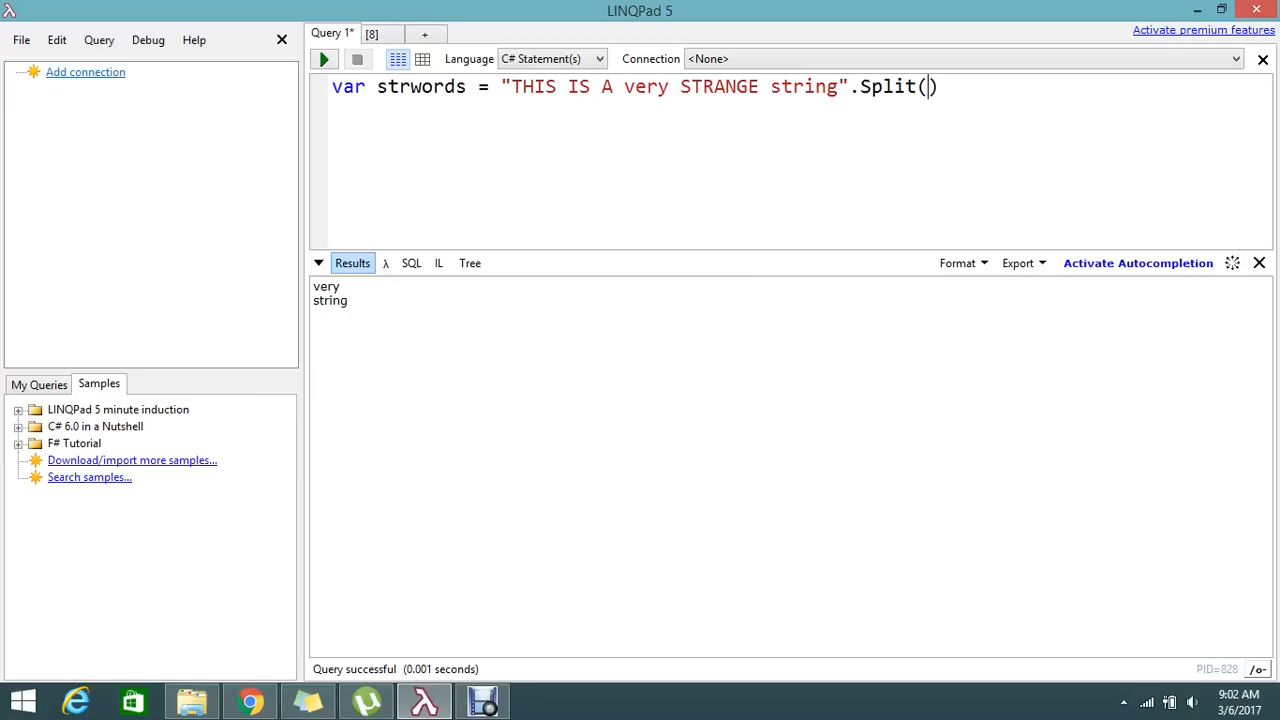 LINQPad 5
File Edit Query Debug Help
Add connection
My Queries Samples
LINQPad 5 minute induction
C# 6.0 in a Nutshell
F# Tutorial
Download/import more samples...
Search samples...
Query 1* [8] +
Activate premium features
Language C# Statement(s) Connection <None>
var strwords = "THIS IS A very STRANGE string".Split()
Results λ SQL IL Tree Format Export Activate Autocompletion
very
string
Query successful (0.001 seconds) PID=828 /o-
9:02 AM
3/6/2017